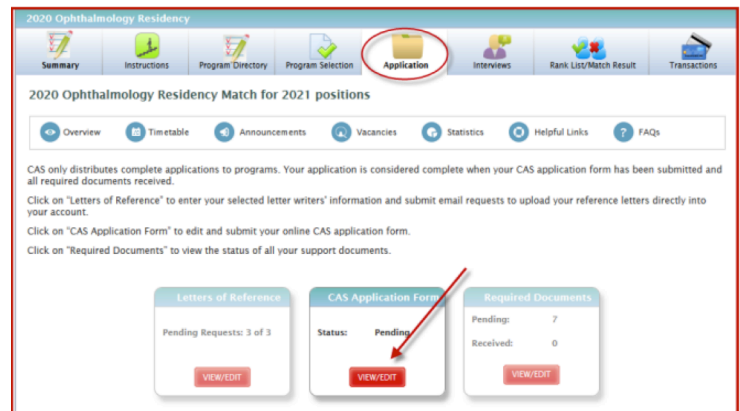 2020 Ophthalmology Residency
Summary Instructions Program Directory Program Selection Application Interviews Rank List/Match Result Transactions
2020 Ophthalmology Residency Match for 2021 positions
Overview Timetable Announcements Vacancies Statistics Helpful Links ? FAQs
CAS only distributes complete applications to programs. Your application is considered complete when your CAS application form has been submitted and
all required documents received.
Click on "Letters of Reference" to enter your selected letter writers' information and submit email requests to upload your reference letters directly into
your account.
Click on "CAS Application Form" to edit and submit your online CAS application form.
Click on "Required Documents" to view the status of all your support documents.
Letters of Reference
Pending Requests: 3 of 3
VIEW/EDIT
CAS Application Form
Status: Pending
VIEW/EDIT
Required Documents
Pending: 7
Received: 0
VIEW/EDIT